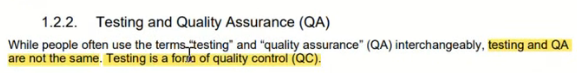 1.2.2. Testing and Quality Assurance (QA)
While people often use the terms “testing” and “quality assurance” (QA) interchangeably, testing and QA
are not the same. Testing is a form of quality control (QC).